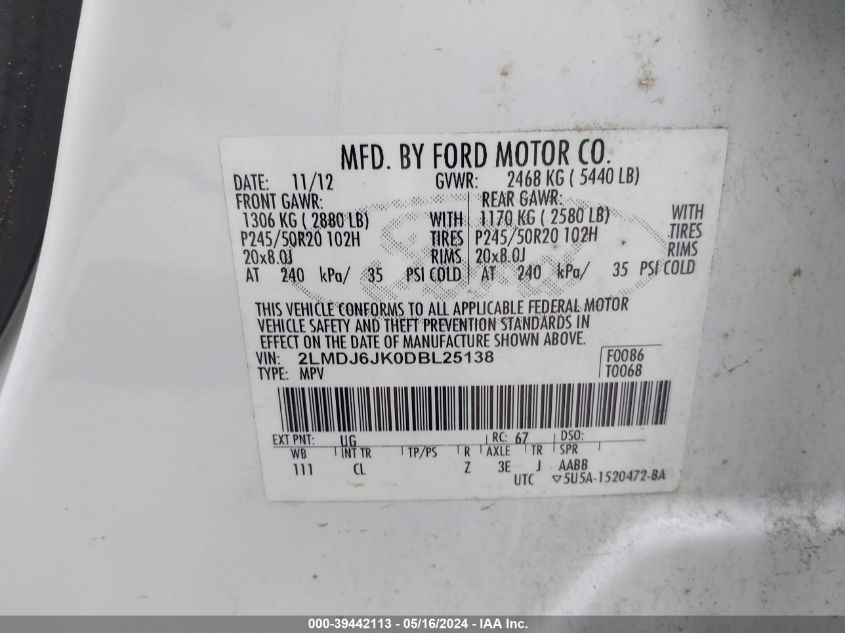 MFD. BY FORD MOTOR CO.
DATE: 11/12 GVWR: 2468 KG ( 5440 LB)
FRONT GAWR: REAR GAWR:
1306 KG ( 2880 LB) WITH 1170 KG ( 2580 LB) WITH
P245/50R20 102H TIRES P245/50R20 102H TIRES
20x8.0J RIMS 20x8.0J RIMS
AT 240 kPa/ 35 PSI COLD AT 240 kPa/ 35 PSI COLD
THIS VEHICLE CONFORMS TO ALL APPLICABLE FEDERAL MOTOR
VEHICLE SAFETY AND THEFT PREVENTION STANDARDS IN
EFFECT ON THE DATE OF MANUFACTURE SHOWN ABOVE.
VIN: 2LMDJ6JK0DBL25138 F0086
TYPE: MPV T0068
EXT PNT: UG RC: 67 DSO:
WB INT TR TP/PS R AXLE TR SPR
111 CL Z 3E J AABB
UTC ▽5U5A-1520472-BA
000-39442113 - 05/16/2024 - IAA Inc.